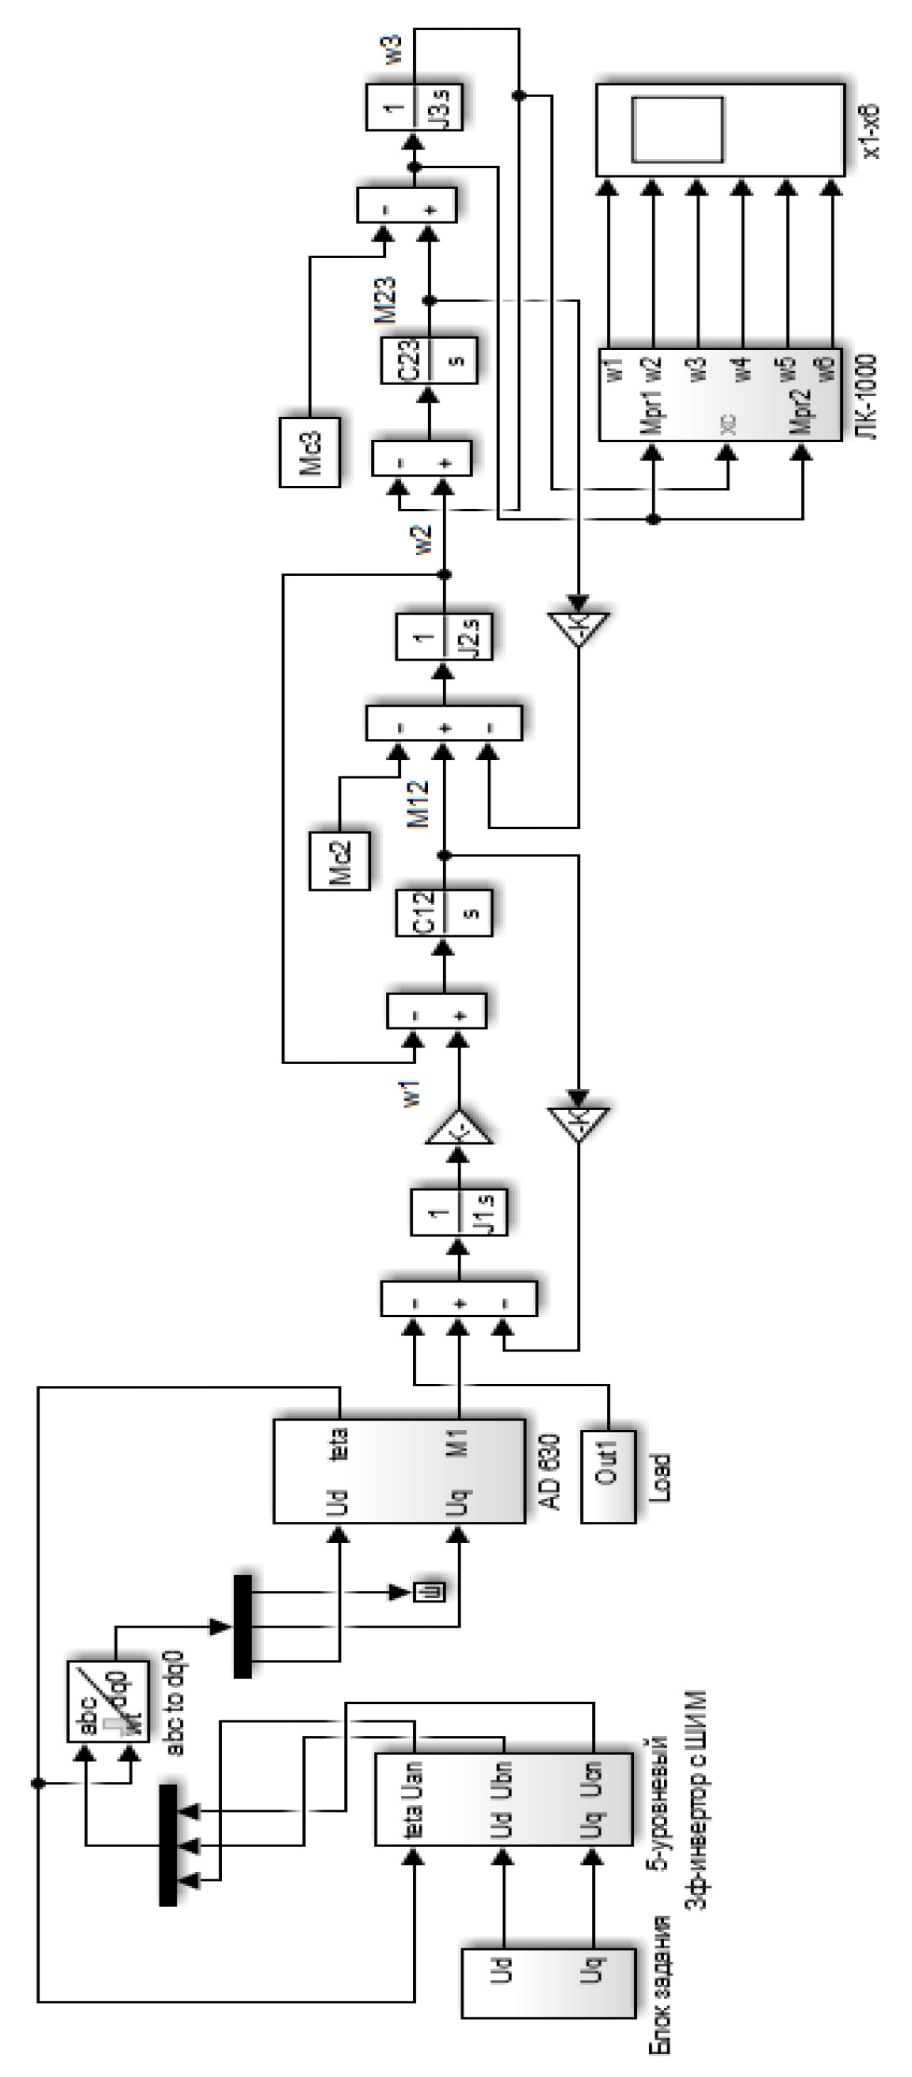 Блок задания
Ud
Uq
5-уровневый
3ф-инвертор с ШИМ
teta Uan
Ud Ubn
Uq Ucn
abc
dq0
wt
abc to dq0
Ud teta
Uq M1
AD 630
Out1
Load
-
+
-
1
J1.s
K-
w1
-
+
C12
s
M12
Mc2
-
+
-
1
J2.s
w2
-K
-K
-
+
C23
s
M23
Mc3
-
+
1
J3.s
w3
w1
Mpr1 w2
w3
xc
w4
w5
Mpr2
w6
ЛК-1000
x1-x6